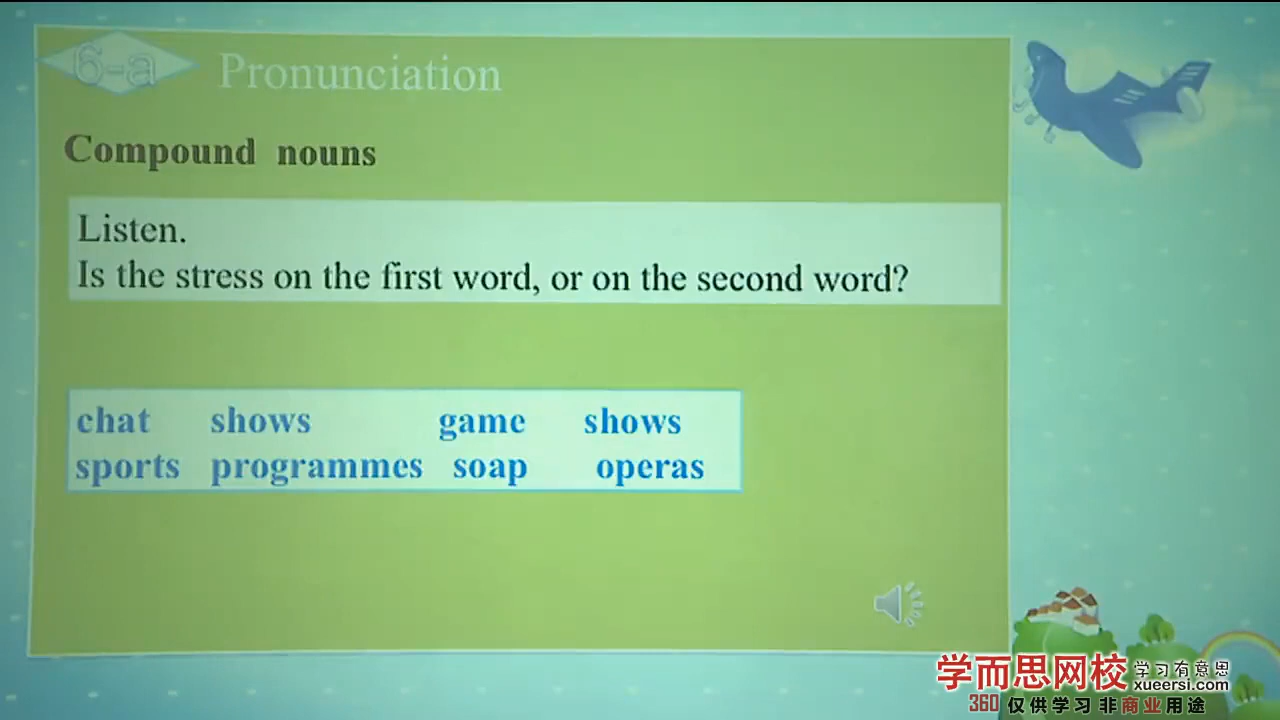 6-a Pronunciation
Compound nouns
Listen.
Is the stress on the first word, or on the second word?
chat shows game shows
sports programmes soap operas
学而思网校 学习有意思
xueersi.com
360 仅供学习 非商业用途